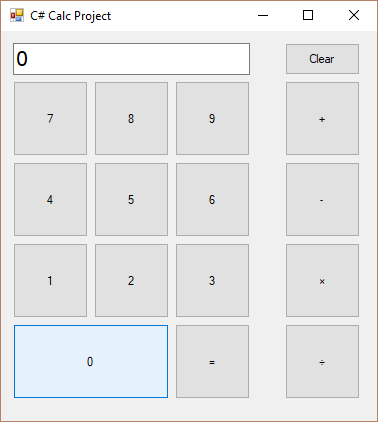 C# Calc Project
0 Clear
7 8 9 +
4 5 6 -
1 2 3 ×
0 = ÷